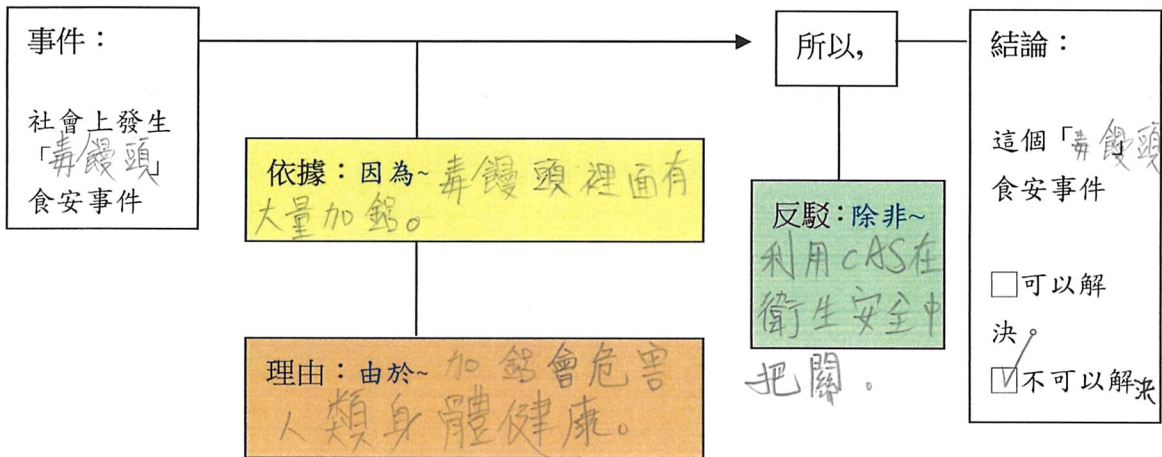 事件：
社會上發生
「毒饅頭」
食安事件
依據：因為~ 毒饅頭裡面有
大量加鋁。
理由：由於~ 加鋁會危害
人類身體健康。
所以,
反駁：除非~
利用CAS在
衛生安全中
把關。
結論：
這個「毒饅頭
食安事件
□可以解
決。
☑不可以解決